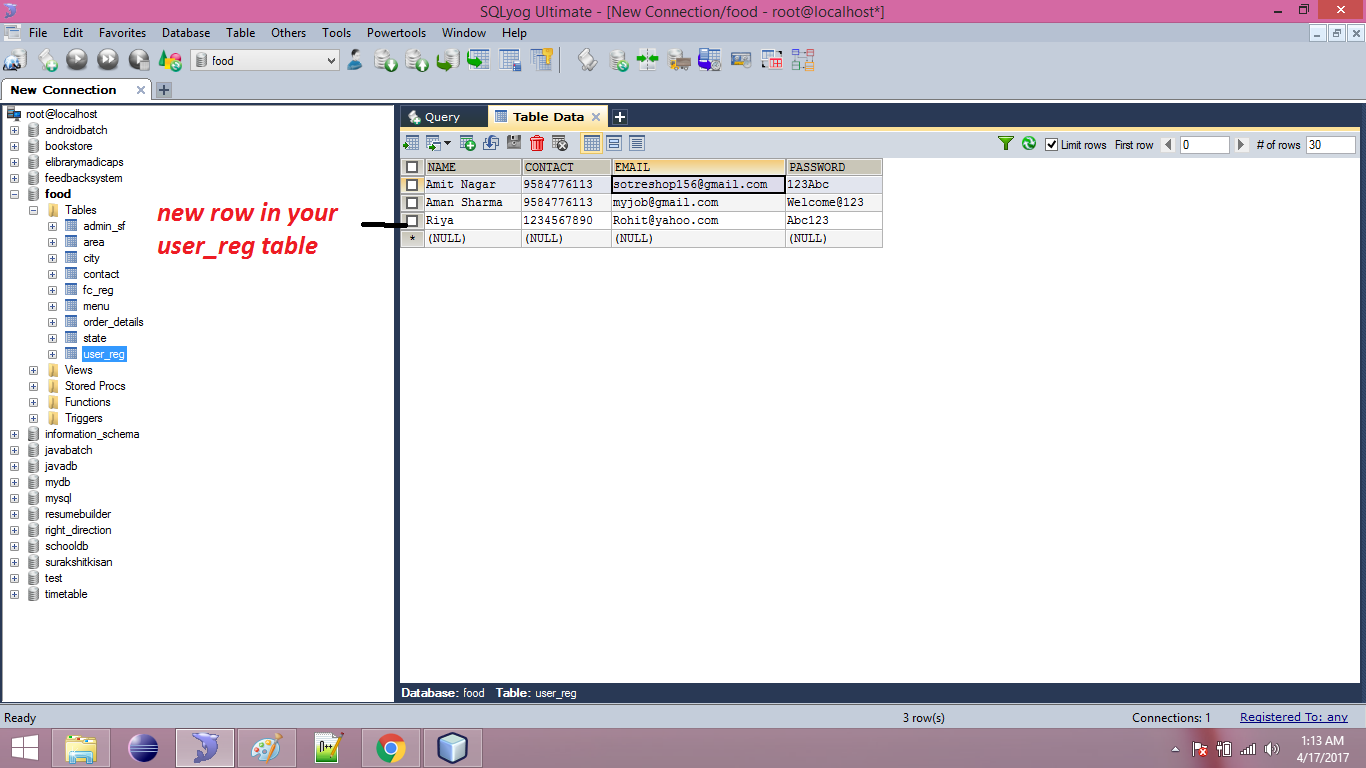 SQLyog Ultimate - [New Connection/food - root@localhost*]
File Edit Favorites Database Table Others Tools Powertools Window Help
food
New Connection
root@localhost
androidbatch
bookstore
elibrarymadicaps
feedbacksystem
food
Tables
admin_sf
area
city
contact
fc_reg
menu
order_details
state
user_reg
Views
Stored Procs
Functions
Triggers
information_schema
javabatch
javadb
mydb
mysql
resumebuilder
right_direction
schooldb
surakshitkisan
test
timetable
new row in your
user_reg table
Query Table Data
Limit rows First row 0 # of rows 30
NAME CONTACT EMAIL PASSWORD
Amit Nagar 9584776113 sotreshop156@gmail.com 123Abc
Aman Sharma 9584776113 myjob@gmail.com Welcome@123
Riya 1234567890 Rohit@yahoo.com Abc123
* (NULL) (NULL) (NULL) (NULL)
Database: food Table: user_reg
Ready 3 row(s) Connections: 1 Registered To: any
N++
1:13 AM
4/17/2017